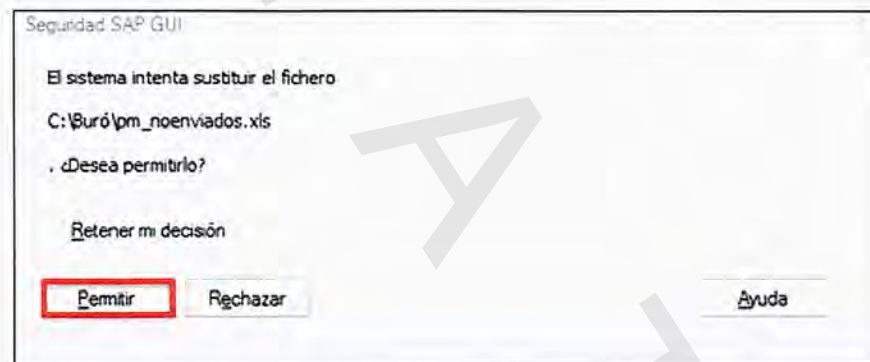 Seguridad SAP GUI
El sistema intenta sustituir el fichero
C:\Buró\pm_noenviados.xls
. ¿Desea permitirlo?
Retener mi decisión
Permitir Rechazar Ayuda